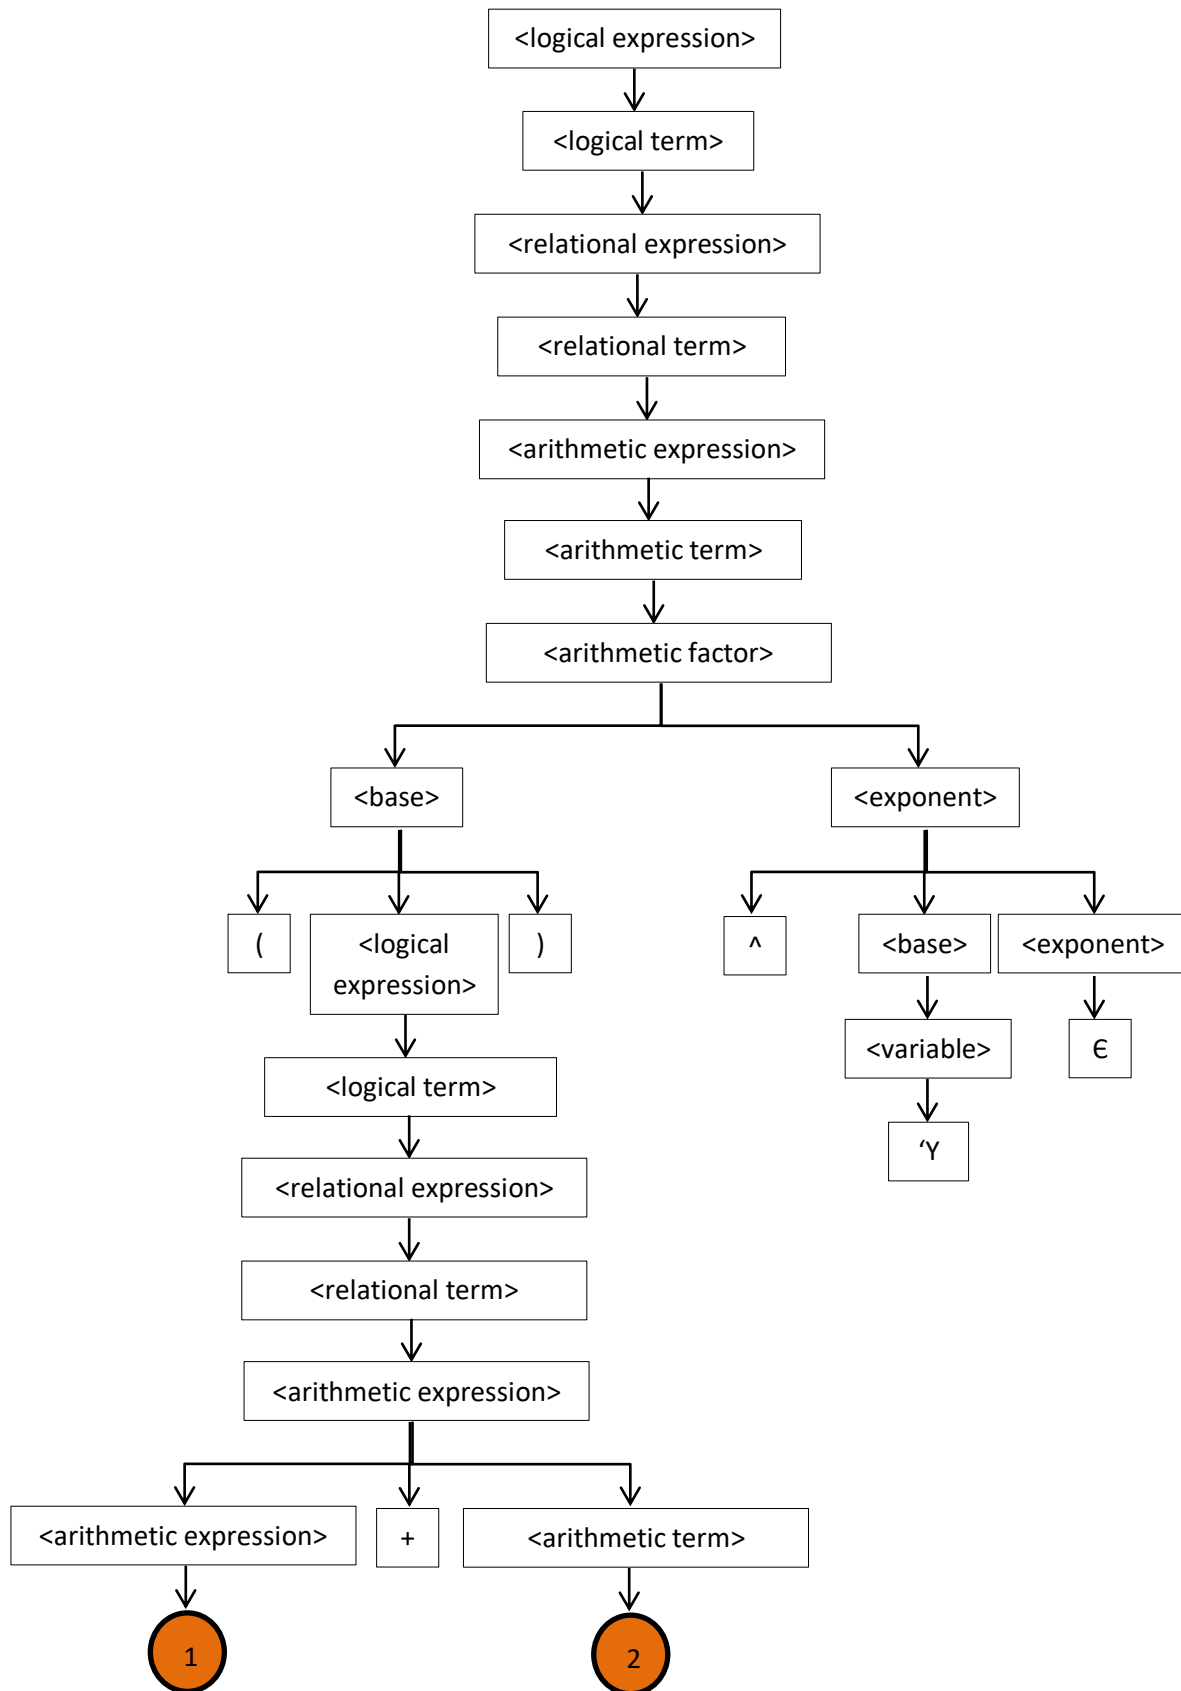 <logical expression>
<logical term>
<relational expression>
<relational term>
<arithmetic expression>
<arithmetic term>
<arithmetic factor>
<base>
<exponent>
(
<logical
expression>
)
^
<base>
<exponent>
<variable>
Є
‘Y
<logical term>
<relational expression>
<relational term>
<arithmetic expression>
<arithmetic expression>
+
<arithmetic term>
1
2